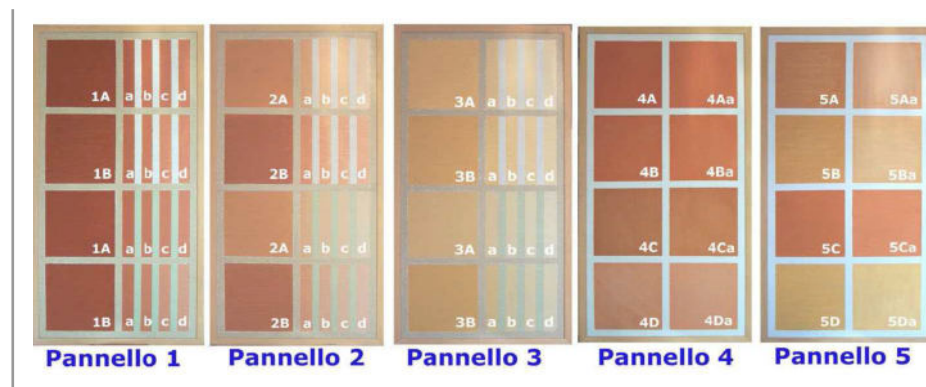 1A a b c d
1B a b c d
1A a b c d
1B a b c d
Pannello 1
2A a b c d
2B a b c d
2A a b c d
2B a b c d
Pannello 2
3A a b c d
3B a b c d
3A a b c d
3B a b c d
Pannello 3
4A 4Aa
4B 4Ba
4C 4Ca
4D 4Da
Pannello 4
5A 5Aa
5B 5Ba
5C 5Ca
5D 5Da
Pannello 5